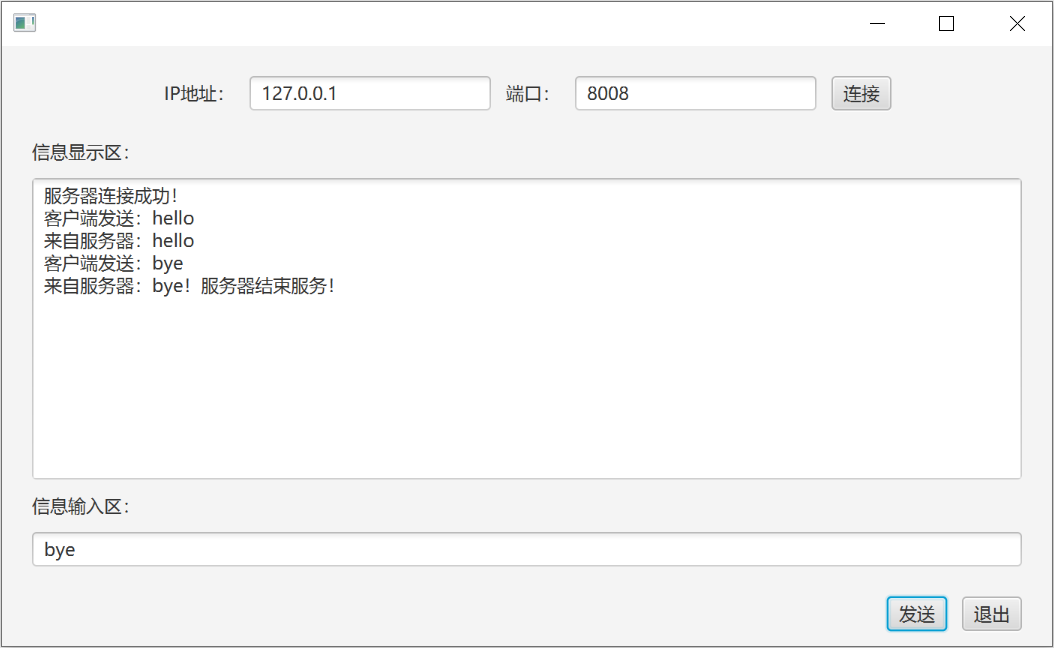 IP地址： 127.0.0.1 端口： 8008 连接
信息显示区：
服务器连接成功！
客户端发送：hello
来自服务器：hello
客户端发送：bye
来自服务器：bye！服务器结束服务！
信息输入区：
bye
发送 退出